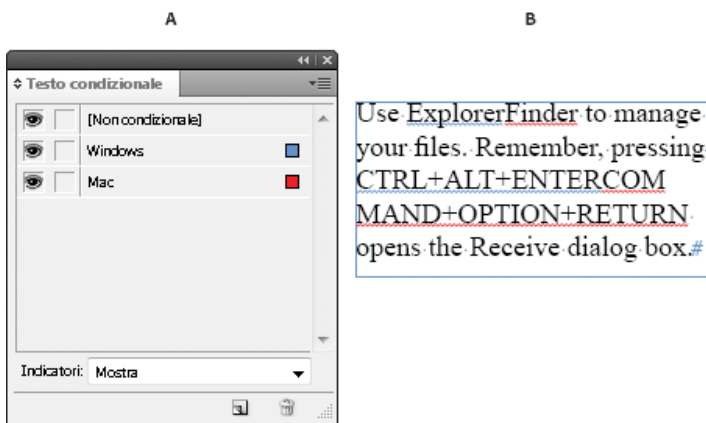 A
B
Testo condizionale
[Non condizionale]
Windows
Mac
Indicatori: Mostra
Use ExplorerFinder to manage
your files. Remember, pressing
CTRL+ALT+ENTERCOM
MAND+OPTION+RETURN
opens the Receive dialog box.#